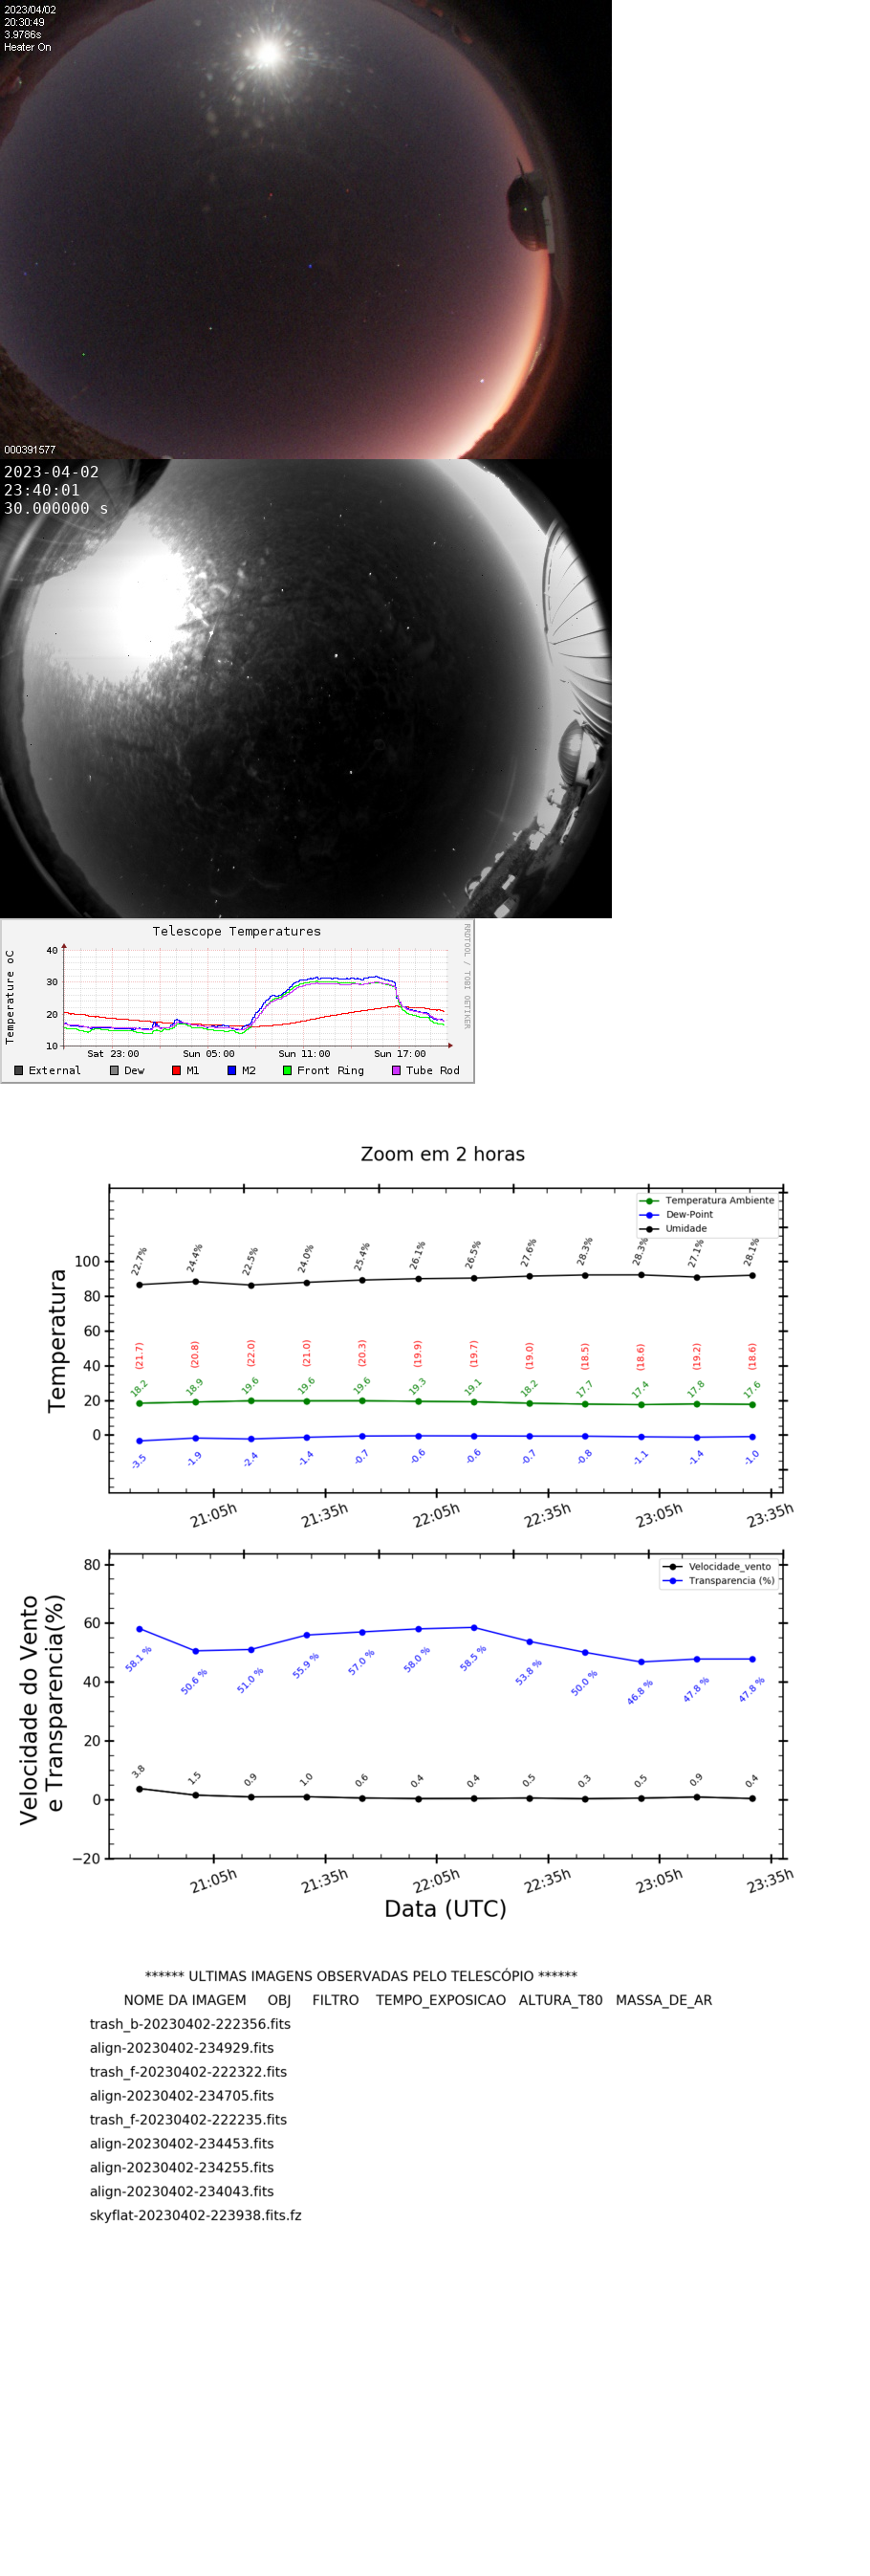 2023/04/02
20:30:49
3.9786s
Heater On
000391577
2023-04-02
23:40:01
30.000000 s
Telescope Temperatures
RRDTOOL / TOBI OETIKER
Temperature oC
40
30
20
10
Sat 23:00 Sun 05:00 Sun 11:00 Sun 17:00
External Dew M1 M2 Front Ring Tube Rod
Zoom em 2 horas
Temperatura Ambiente
Dew-Point
Umidade
Temperatura
100
80
60
40
20
0
22.7% 24.4% 22.5% 24.0% 25.4% 26.1% 26.5% 27.6% 28.3% 28.3% 27.1% 28.1%
(21.7) (20.8) (22.0) (21.0) (20.3) (19.9) (19.7) (19.0) (18.5) (18.6) (19.2) (18.6)
18.2 18.9 19.6 19.6 19.6 19.3 19.1 18.2 17.7 17.4 17.8 17.6
-3.5 -1.9 -2.4 -1.4 -0.7 -0.6 -0.6 -0.7 -0.8 -1.1 -1.4 -1.0
21:05h 21:35h 22:05h 22:35h 23:05h 23:35h
Velocidade_vento
Transparencia (%)
Velocidade do Vento
e Transparencia(%)
80
60
40
20
0
−20
58.1 % 50.6 % 51.0 % 55.9 % 57.0 % 58.0 % 58.5 % 53.8 % 50.0 % 46.8 % 47.8 % 47.8 %
3.8 1.5 0.9 1.0 0.6 0.4 0.4 0.5 0.3 0.5 0.9 0.4
21:05h 21:35h 22:05h 22:35h 23:05h 23:35h
Data (UTC)
****** ULTIMAS IMAGENS OBSERVADAS PELO TELESCÓPIO ******
NOME DA IMAGEM OBJ FILTRO TEMPO_EXPOSICAO ALTURA_T80 MASSA_DE_AR
trash_b-20230402-222356.fits
align-20230402-234929.fits
trash_f-20230402-222322.fits
align-20230402-234705.fits
trash_f-20230402-222235.fits
align-20230402-234453.fits
align-20230402-234255.fits
align-20230402-234043.fits
skyflat-20230402-223938.fits.fz